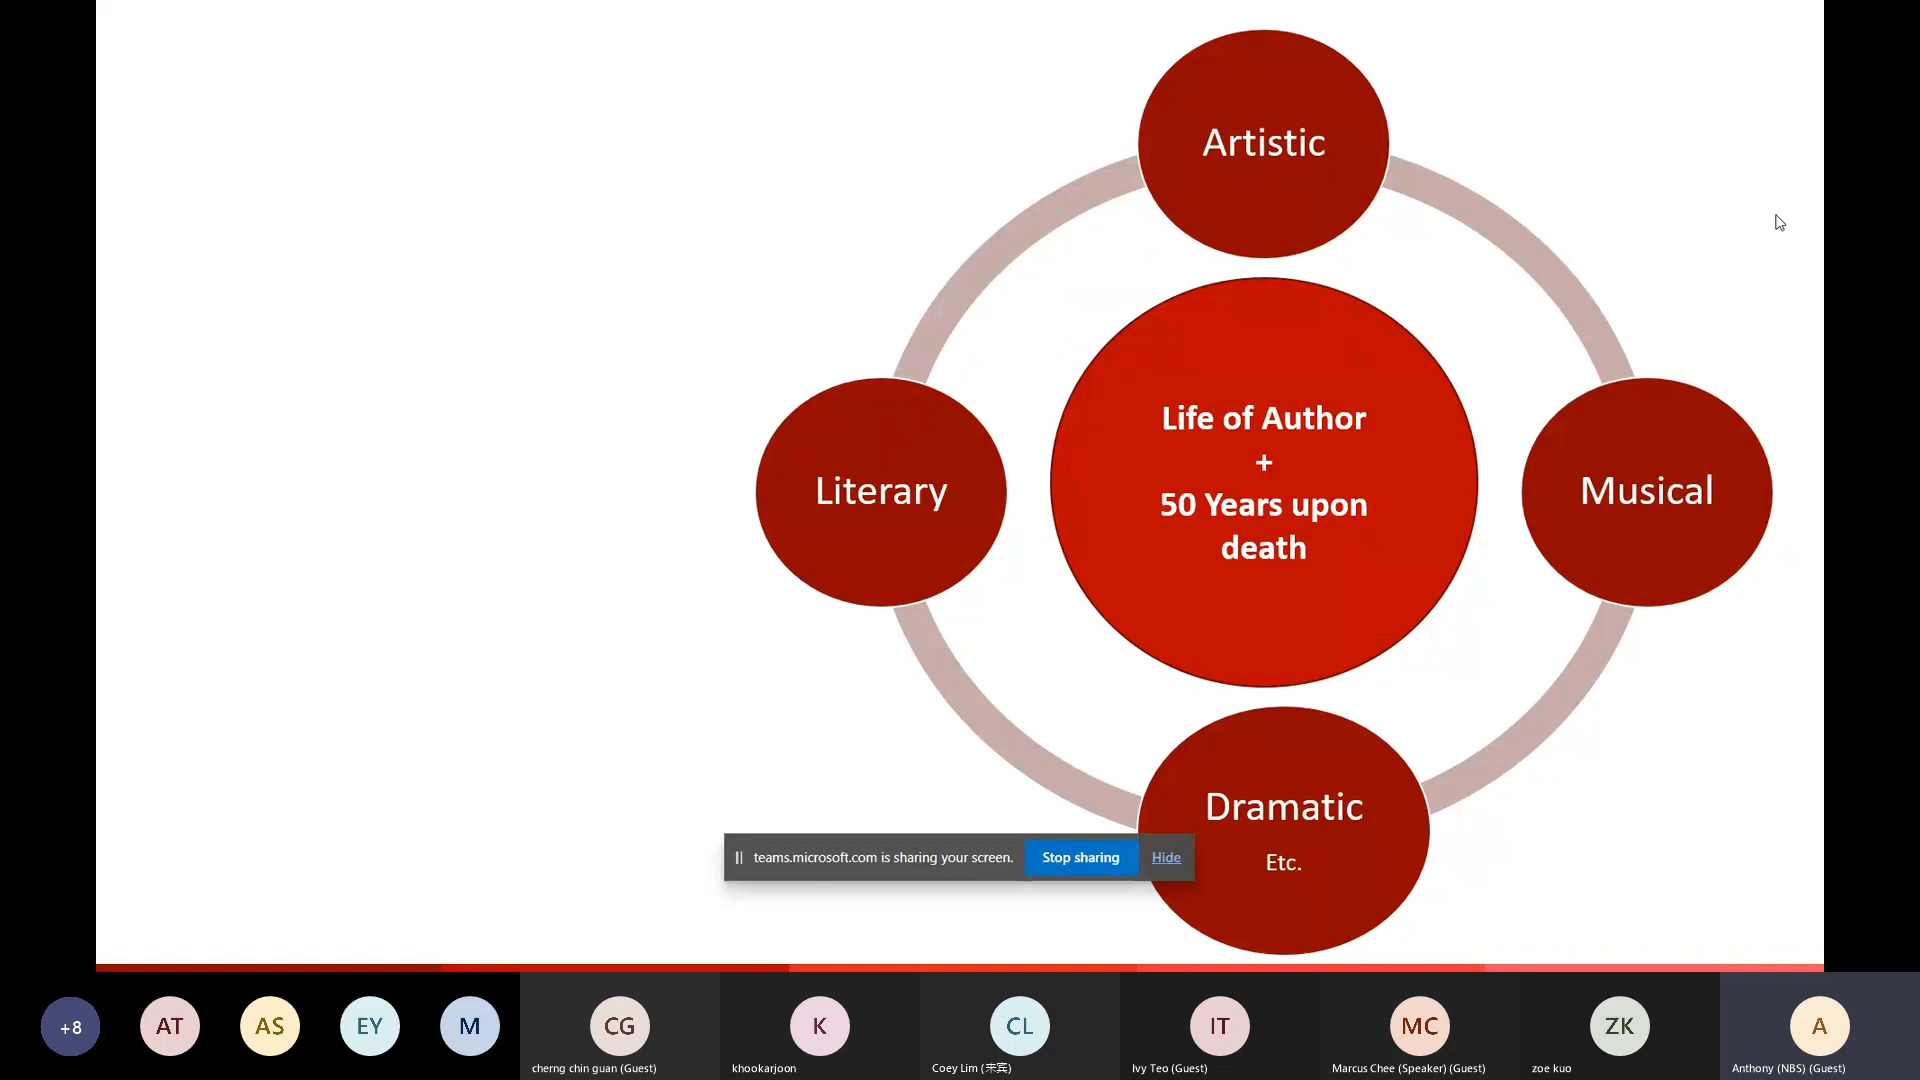 Artistic
Literary
Life of Author
+
50 Years upon
death
Musical
Dramatic
Etc.
teams.microsoft.com is sharing your screen.
Stop sharing
Hide
+8
AT
AS
EY
M
CG
K
CL
IT
MC
ZK
A
cherng chin guan (Guest)
khookarjoon
Coey Lim (来宾)
Ivy Teo (Guest)
Marcus Chee (Speaker) (Guest)
zoe kuo
Anthony (NBS) (Guest)